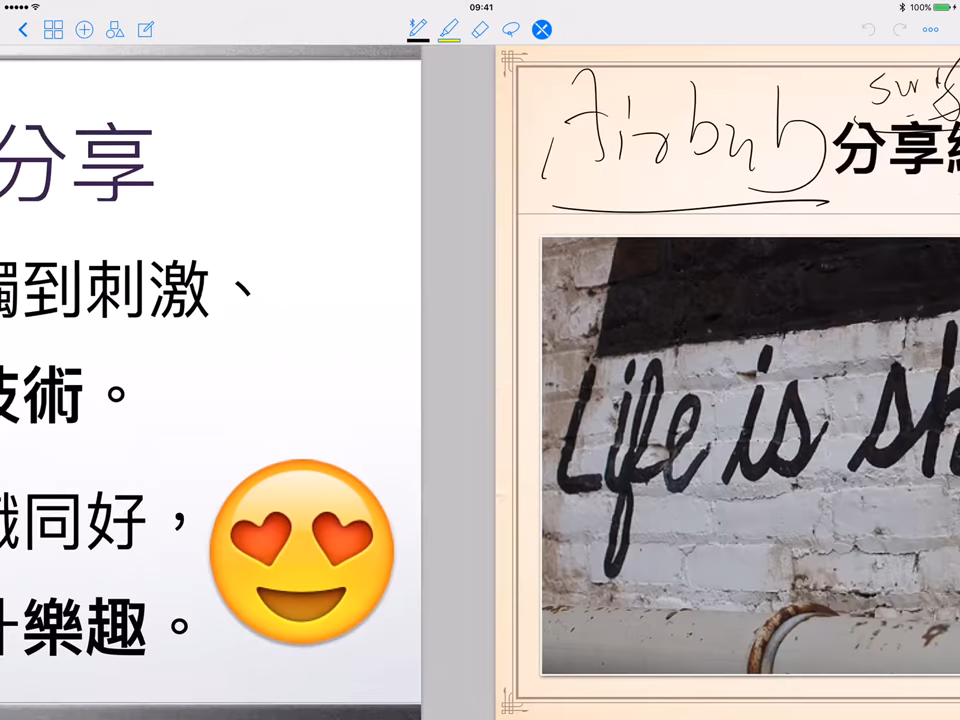 09:41
100%
分享
觸到刺激、
技術。
識同好，
樂趣。
Airbnb
分享
Life is sh